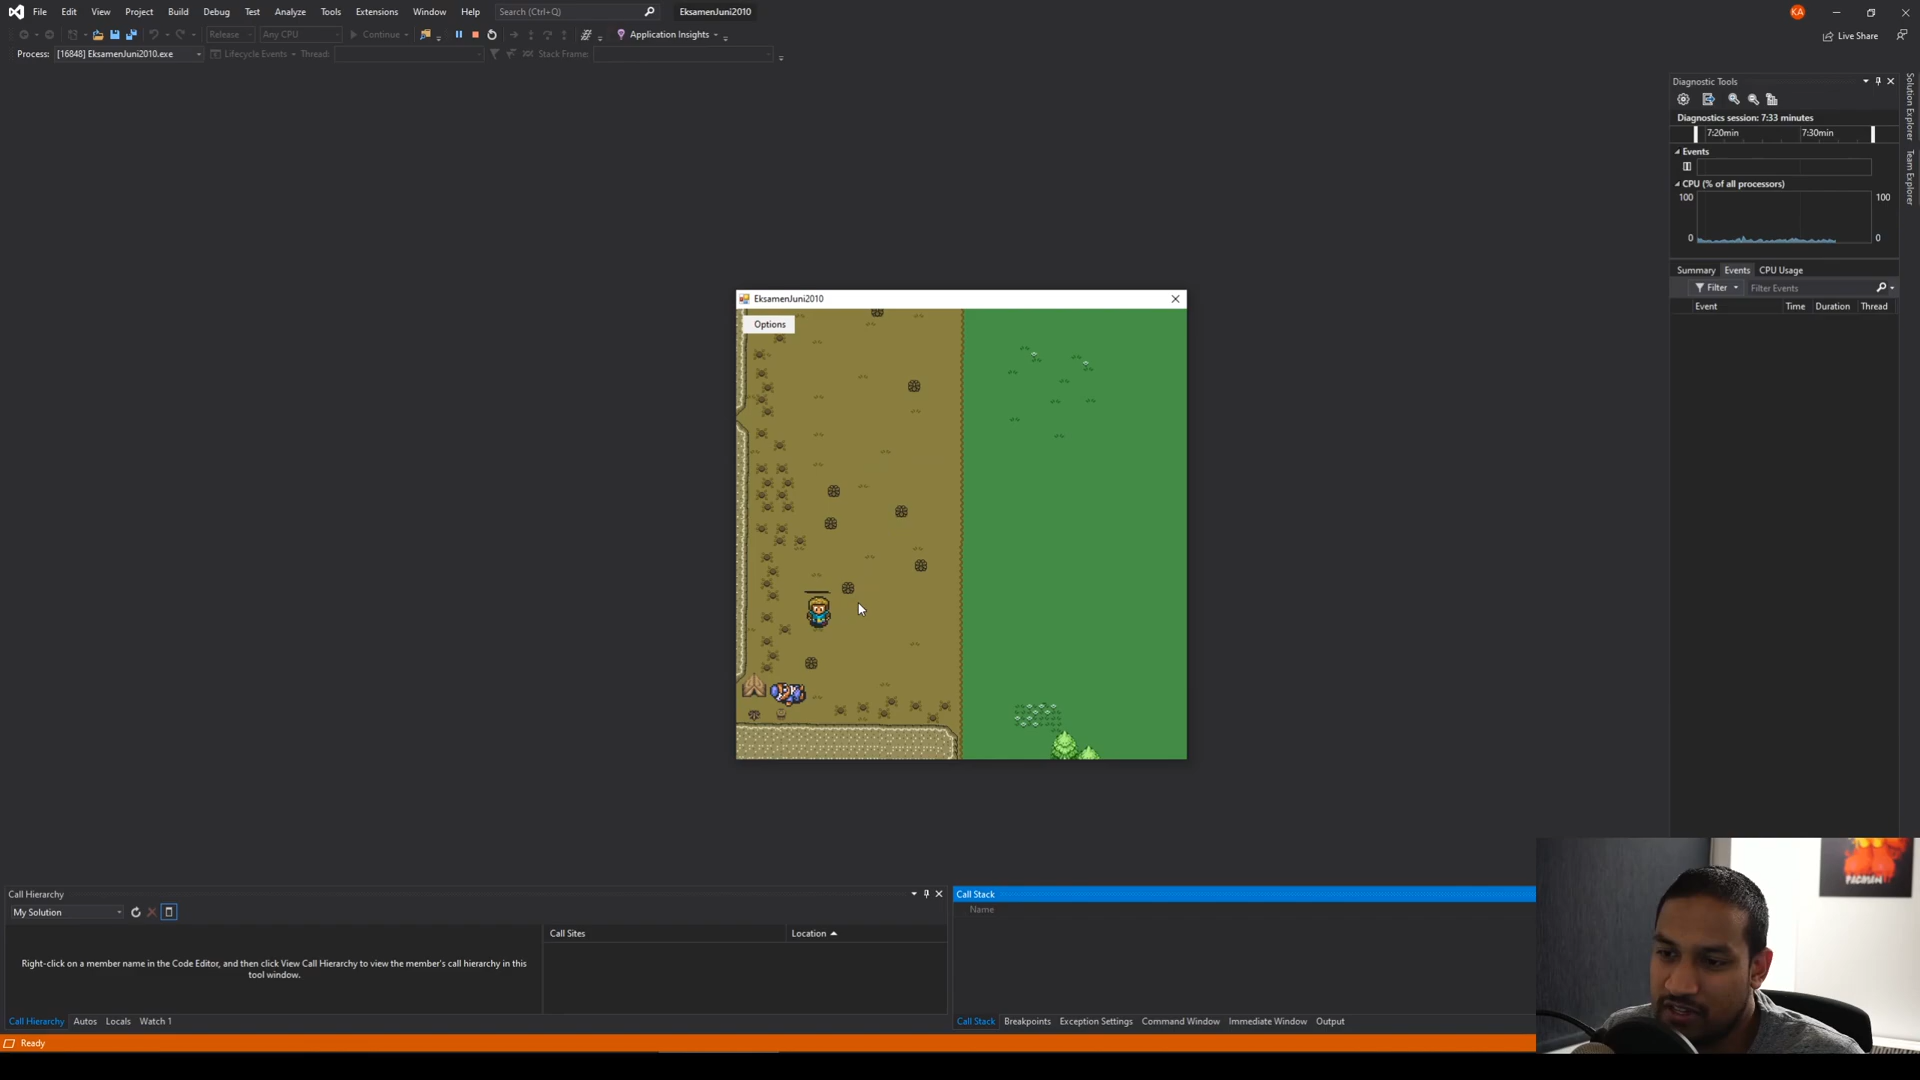 File Edit View Project Build Debug Test Analyze Tools Extensions Window Help Search (Ctrl+Q) EksamenJuni2010 KA
Release Any CPU Continue Application Insights Live Share
Process: [16848] EksamenJuni2010.exe Lifecycle Events Thread: Stack Frame:
Diagnostic Tools
Diagnostics session: 7:33 minutes
7:20min 7:30min
Events
CPU (% of all processors)
100 100
0 0
Summary Events CPU Usage
Filter Filter Events
Event Time Duration Thread
Solution Explorer
Team Explorer
EksamenJuni2010
Options
Call Hierarchy
My Solution
Call Sites Location
Right-click on a member name in the Code Editor, and then click View Call Hierarchy to view the member's call hierarchy in this
tool window.
Call Hierarchy Autos Locals Watch 1
Call Stack
Name
Call Stack Breakpoints Exception Settings Command Window Immediate Window Output
Ready
PACMAN